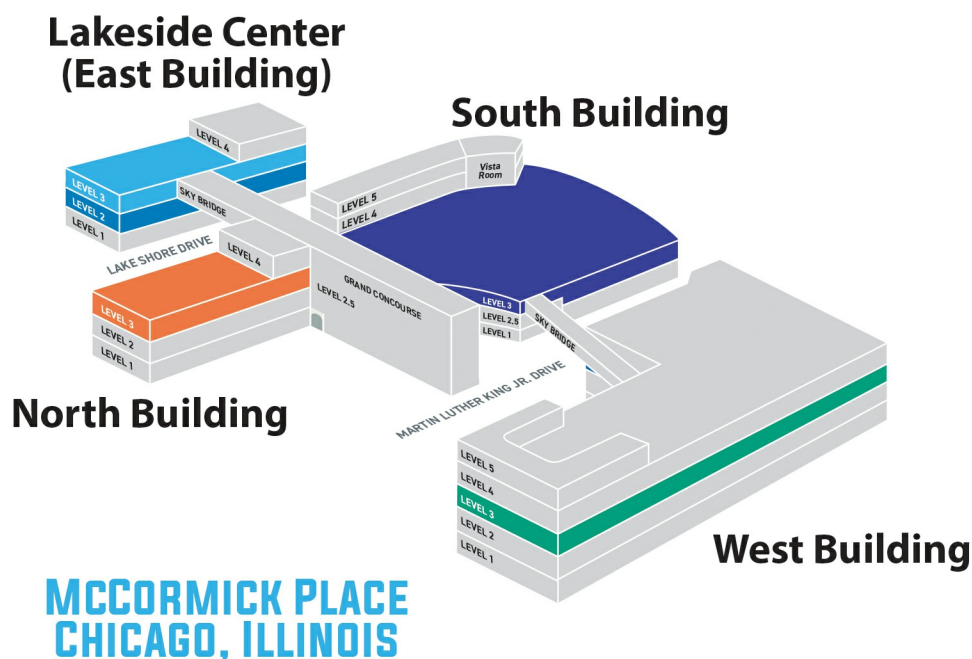 Lakeside Center
(East Building)
South Building
LEVEL 4
Vista
Room
LEVEL 3
LEVEL 2
LEVEL 1
SKY BRIDGE
LEVEL 5
LEVEL 4
LAKE SHORE DRIVE
LEVEL 4
GRAND CONCOURSE
LEVEL 2.5
LEVEL 3
LEVEL 2.5
LEVEL 1
SKY BRIDGE
LEVEL 3
LEVEL 2
LEVEL 1
MARTIN LUTHER KING JR. DRIVE
North Building
LEVEL 5
LEVEL 4
LEVEL 3
LEVEL 2
LEVEL 1
West Building
MCCORMICK PLACE
CHICAGO, ILLINOIS